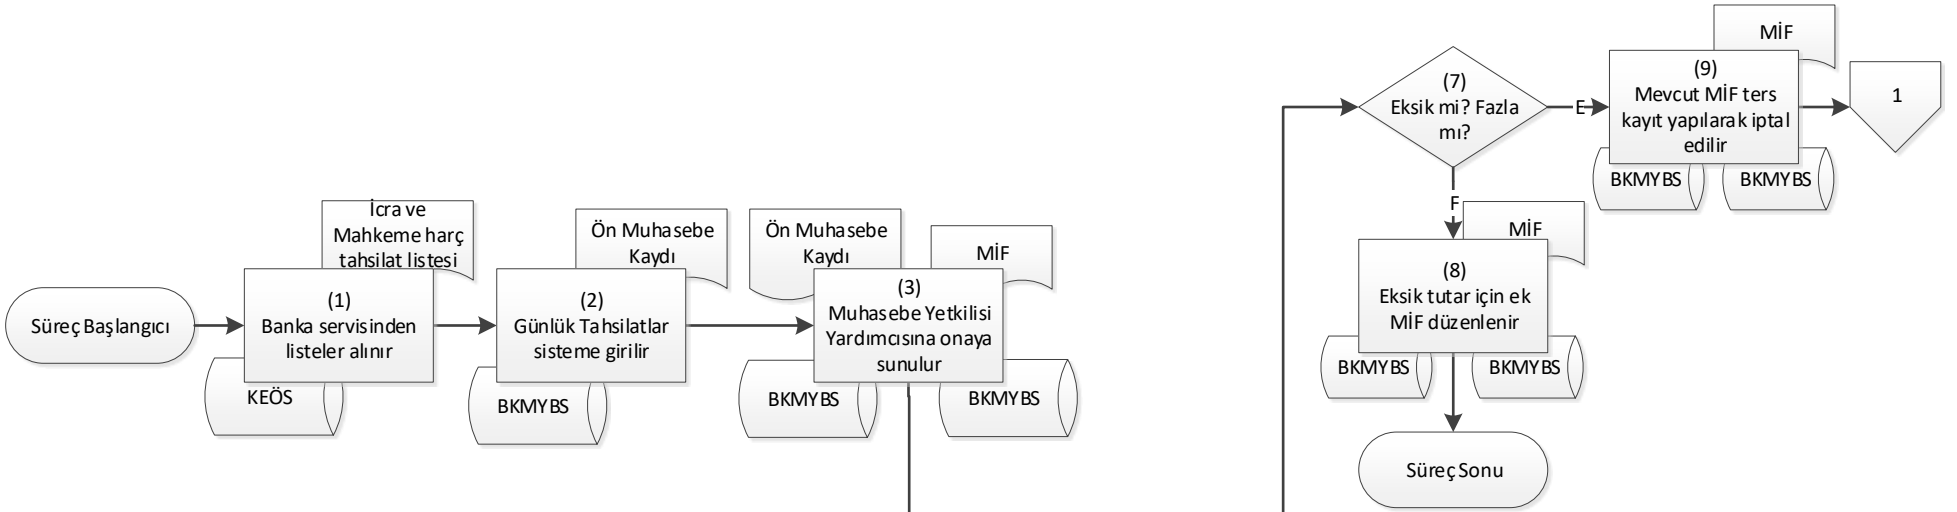 Süreç Başlangıcı
İcra ve
Mahkeme harç
tahsilat listesi
(1)
Banka servisinden
listeler alınır
KEÖS
Ön Muhasebe
Kaydı
(2)
Günlük Tahsilatlar
sisteme girilir
BKMYBS
Ön Muhasebe
Kaydı
MİF
(3)
Muhasebe Yetkilisi
Yardımcısına onaya
sunulur
BKMYBS
BKMYBS
(7)
Eksik mi? Fazla
mı?
E
F
MİF
(9)
Mevcut MİF ters
kayıt yapılarak iptal
edilir
BKMYBS
BKMYBS
1
MİF
(8)
Eksik tutar için ek
MİF düzenlenir
BKMYBS
BKMYBS
Süreç Sonu